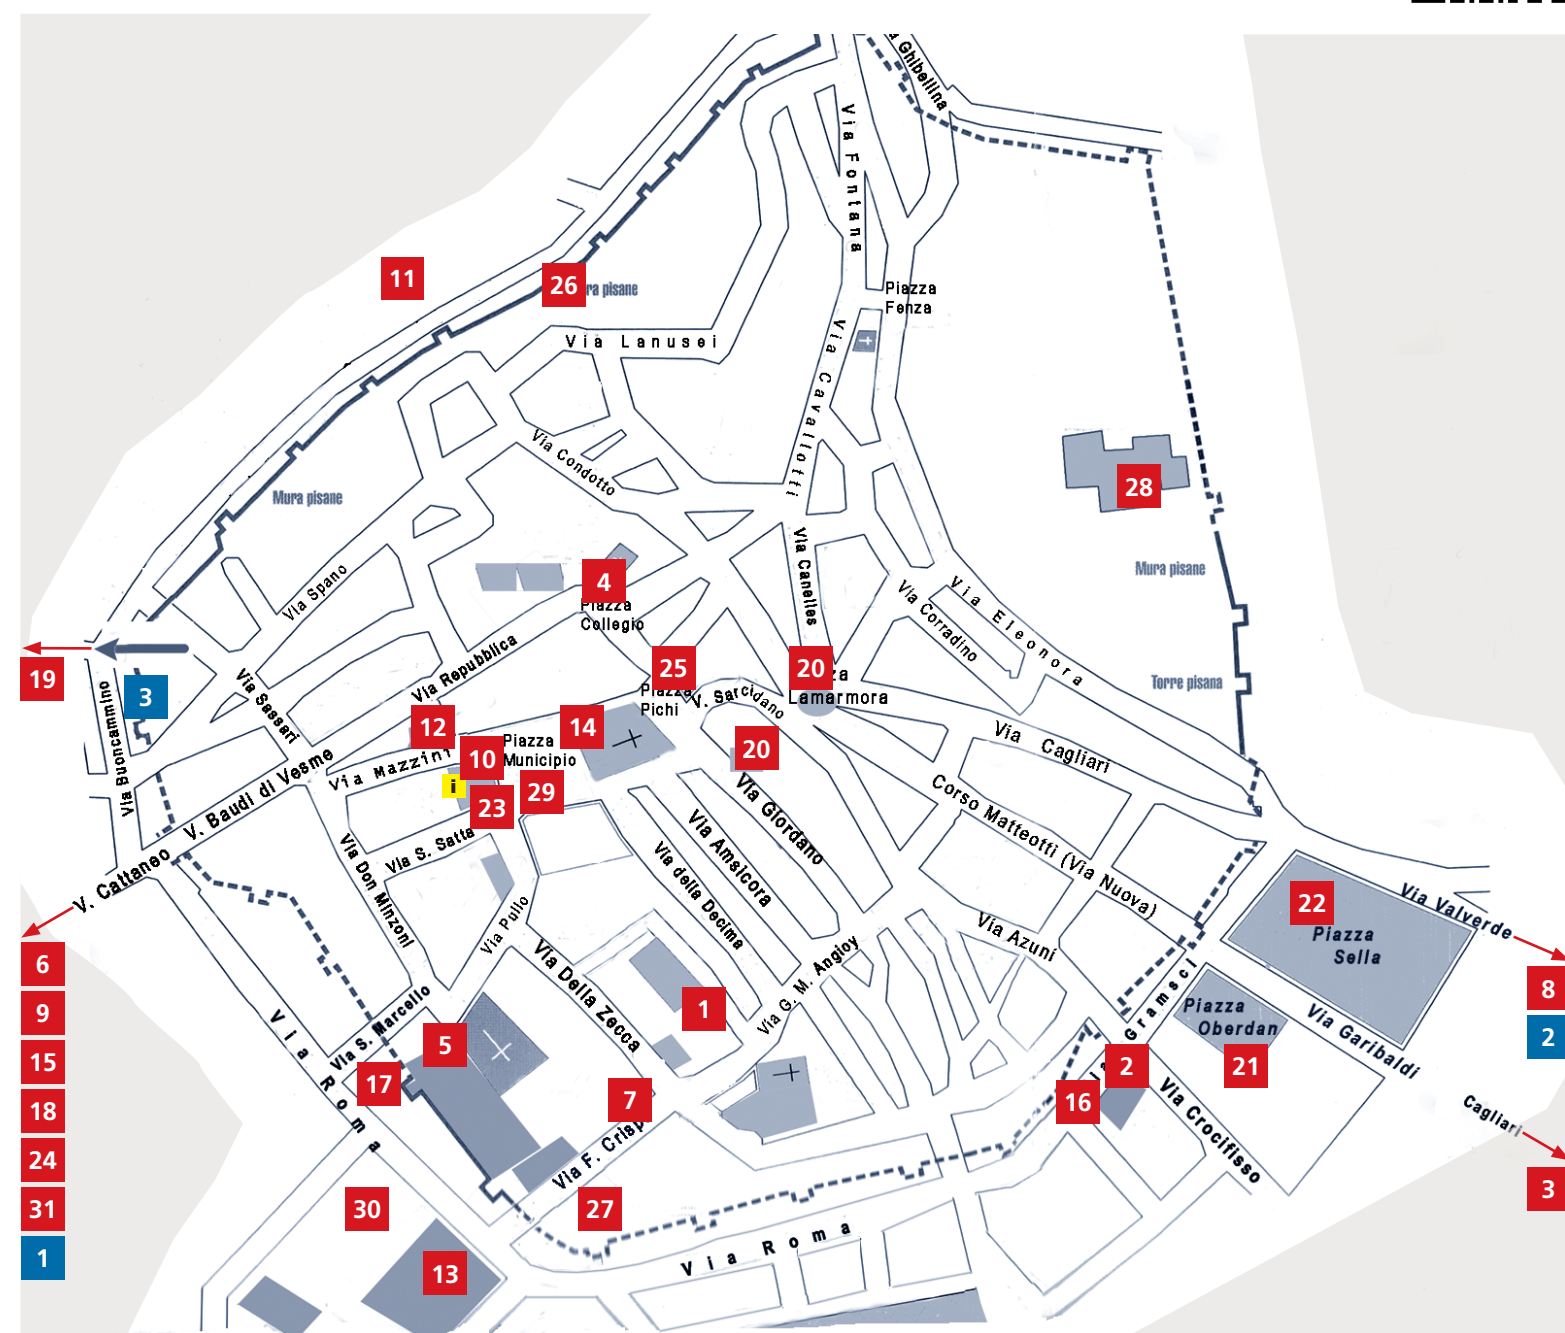 Ghibellina
Via Fontana
11
26
ra pisane
Piazza
Fenza
Via Lanusei
Via Cavallotti
Via Condotto
28
Mura pisane
Via Canelles
Mura pisane
4
Piazza
Collegio
Via Spano
Via Corradino
Via Eleonora
Via Repubblica
19
3
Via Buoncammino
Via Sassari
25
20
za
Lamarmora
Piazza
Pichi
V. Sarcidano
Torre pisana
12
14
10
Piazza
Municipio
20
Via Cagliari
Via Mazzini
i
23
29
V. Baudi di Vesme
Via Giordano
Corso Matteotti (Via Nuova)
Via S. Satta
Via Amsicora
Via della Decima
V. Cattaneo
Via Don Minzoni
Via Pullo
Via Azuni
22
Piazza
Sella
Via Valverde
Via Della Zecca
Via G. M. Angioy
6
9
15
18
24
31
1
8
2
1
Piazza
Oberdan
Via Garibaldi
Gramsci
Via S. Marcello
5
17
Via Roma
7
2
21
16
Via Crocifisso
Cagliari
3
Via F. Crispi
30
27
13
Via Roma